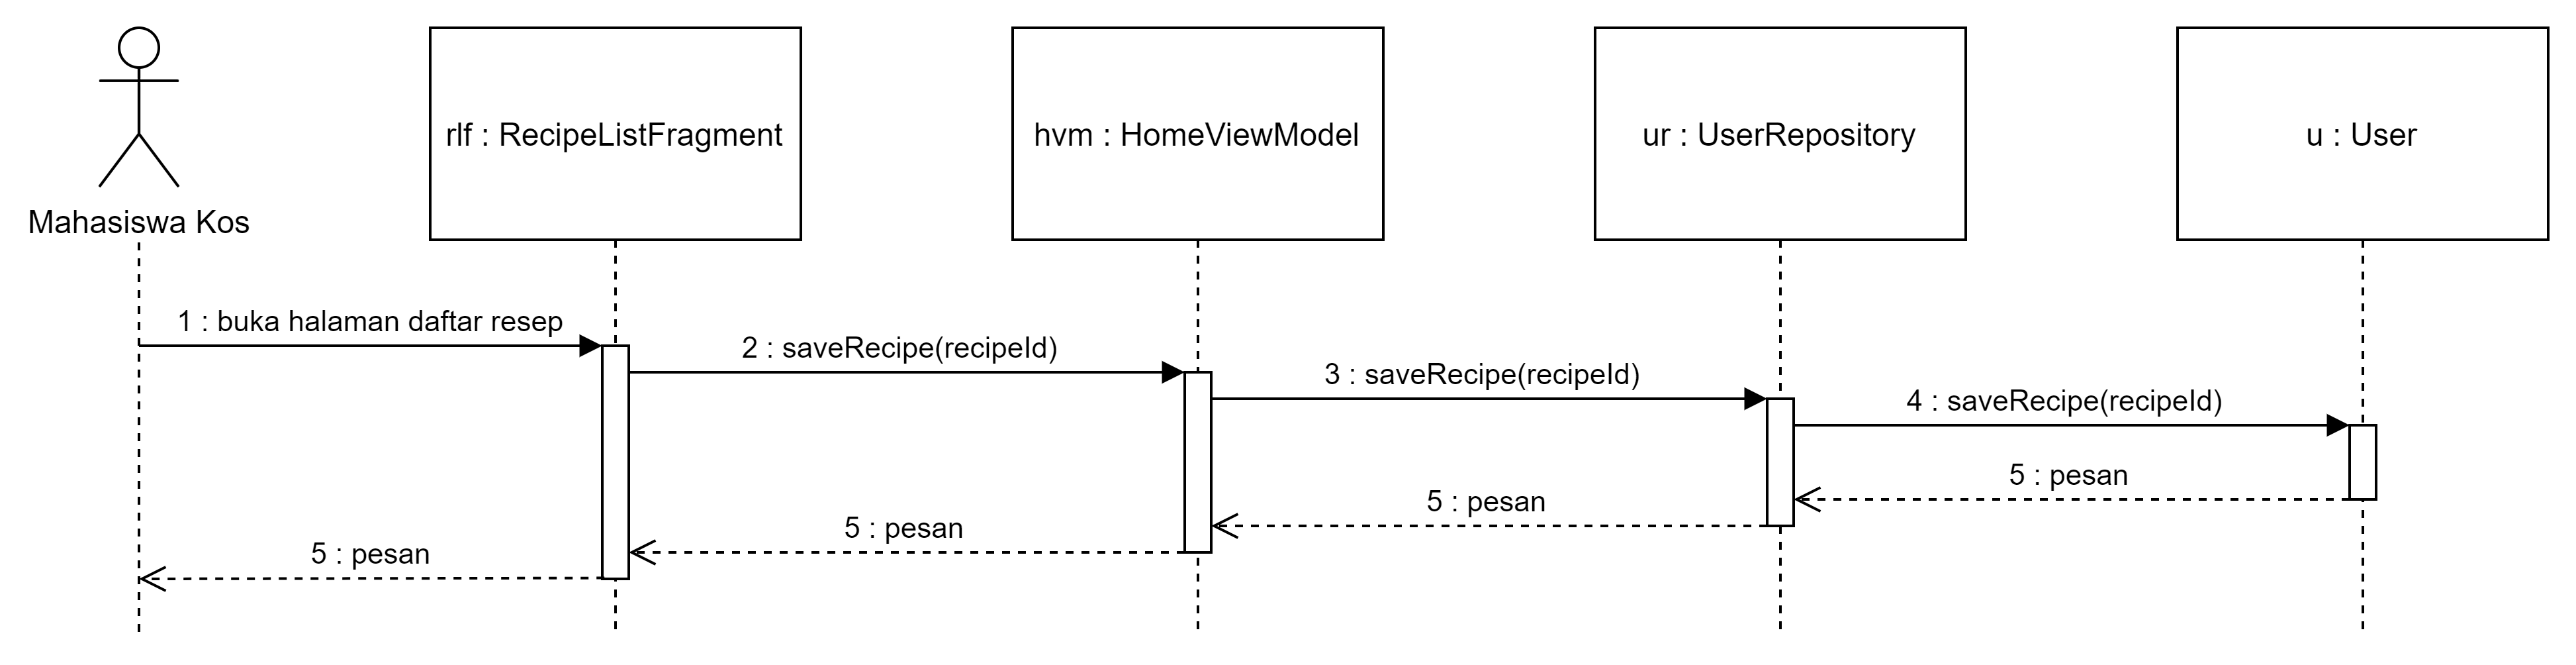 Mahasiswa Kos
rlf : RecipeListFragment
hvm : HomeViewModel
ur : UserRepository
u : User
1 : buka halaman daftar resep
2 : saveRecipe(recipeId)
3 : saveRecipe(recipeId)
4 : saveRecipe(recipeId)
5 : pesan
5 : pesan
5 : pesan
5 : pesan